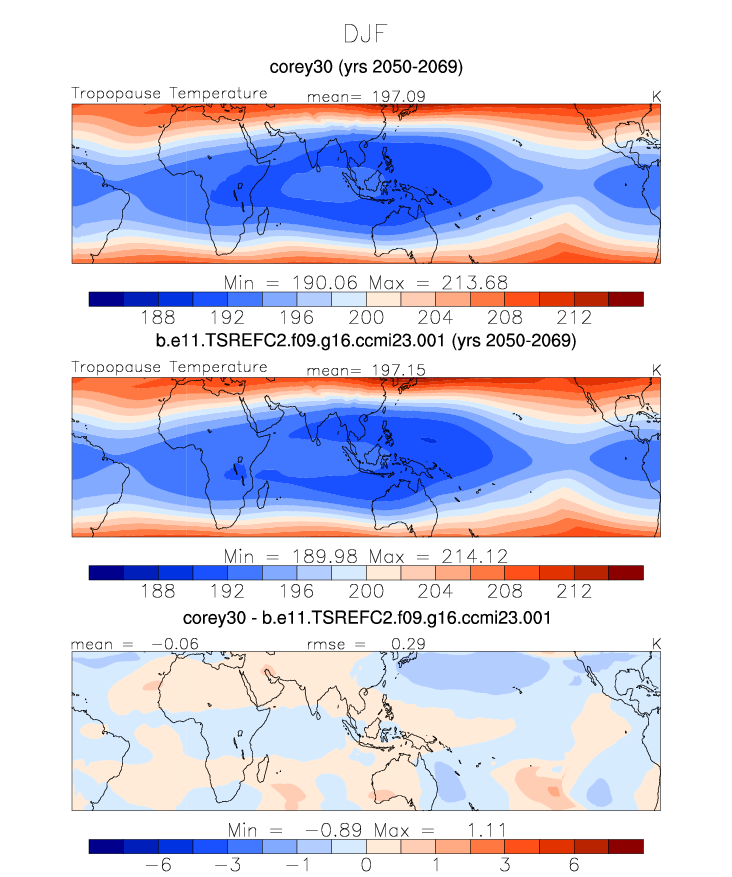 DJF
corey30 (yrs 2050-2069)
Tropopause Temperature mean= 197.09 K
Min = 190.06 Max = 213.68
188 192 196 200 204 208 212
b.e11.TSREFC2.f09.g16.ccmi23.001 (yrs 2050-2069)
Tropopause Temperature mean= 197.15 K
Min = 189.98 Max = 214.12
188 192 196 200 204 208 212
corey30 - b.e11.TSREFC2.f09.g16.ccmi23.001
mean = -0.06 rmse = 0.29 K
Min = -0.89 Max = 1.11
-6 -3 -1 0 1 3 6